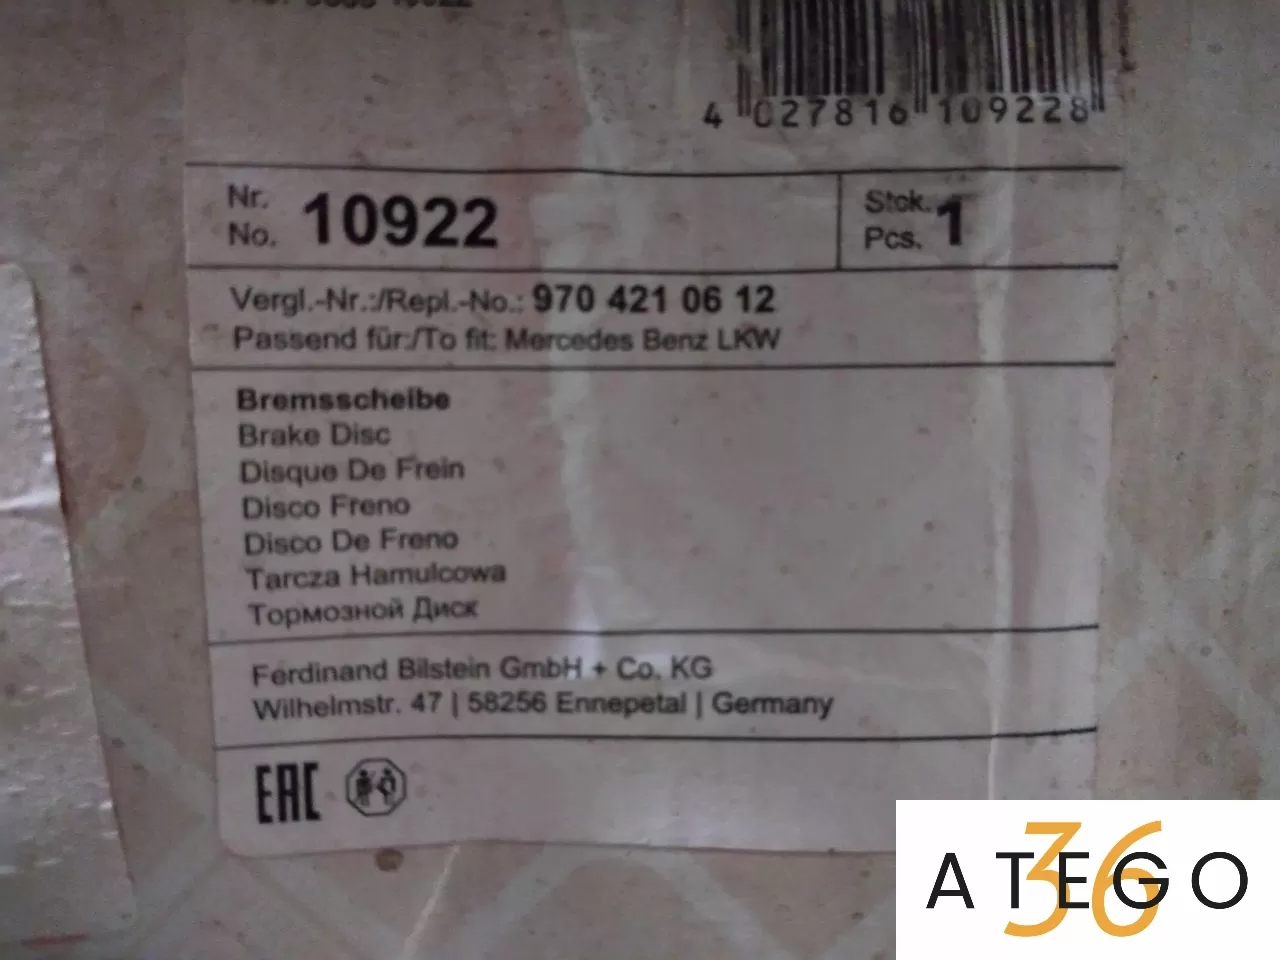 4 027816 109228
Nr.
No. 10922
Stck.
Pcs. 1
Vergl.-Nr.:/Repl.-No.: 970 421 06 12
Passend für:/To fit: Mercedes Benz LKW
Bremsscheibe
Brake Disc
Disque De Frein
Disco Freno
Disco De Freno
Tarcza Hamulcowa
Тормозной Диск
Ferdinand Bilstein GmbH + Co. KG
Wilhelmstr. 47 | 58256 Ennepetal | Germany
EAC
ATEGO
36